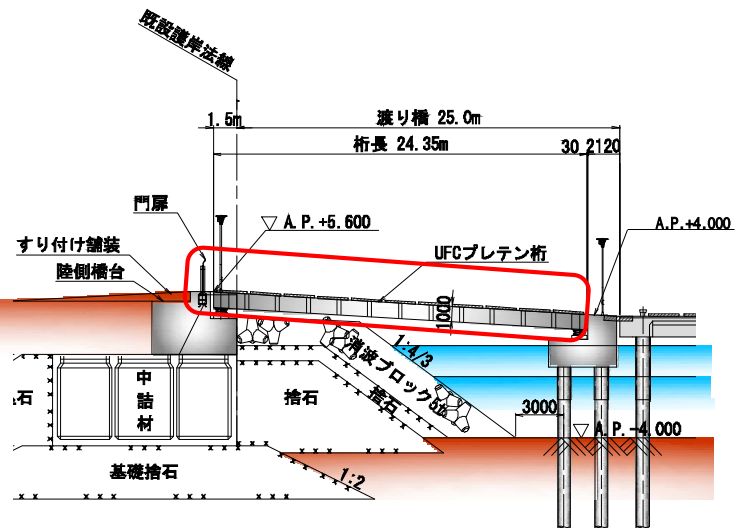 既設護岸法線
1.5m
渡り橋 25.0m
桁長 24.35m
30
2120
門扉
A.P.+5.600
A.P.+4.000
すり付け舗装
UFCプレテン桁
陸側橋台
1000
1:4/3
消波ブロック5t
中詰材
捨石
捨石
3000
A.P.-4.000
基礎捨石
1:2